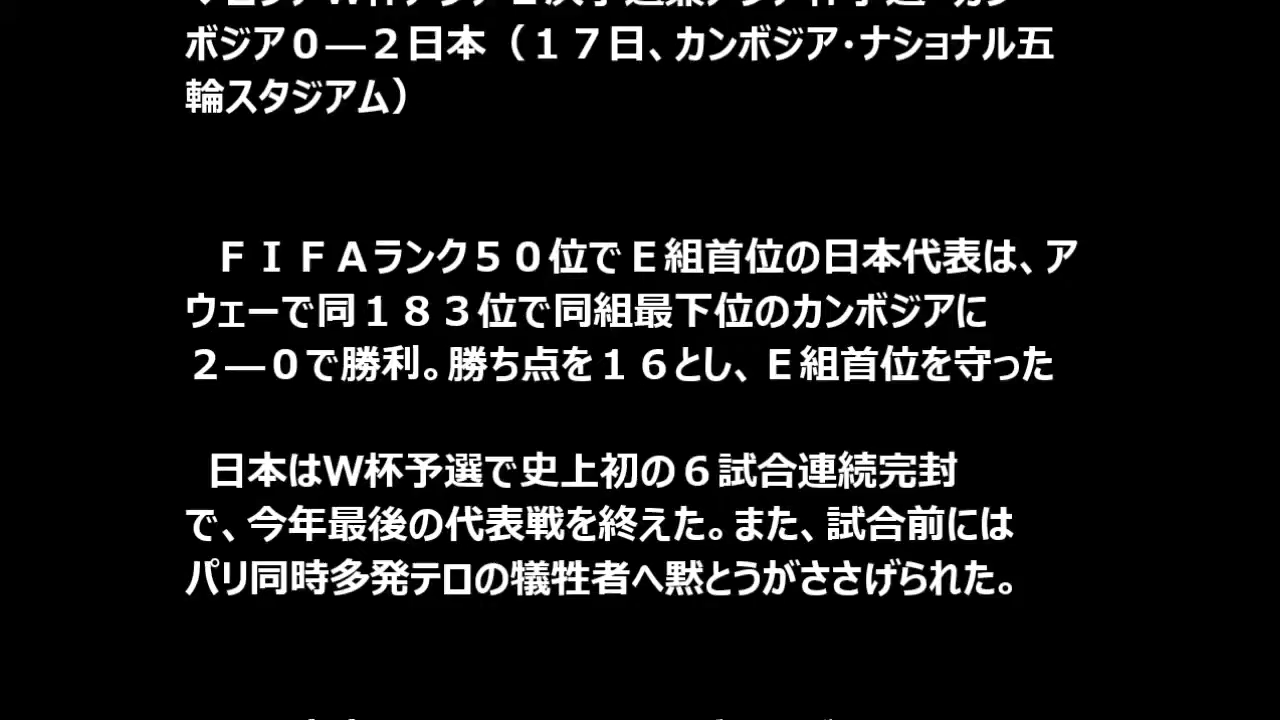 ボジア０―２日本（１７日、カンボジア・ナショナル五
輪スタジアム）
ＦＩＦＡランク５０位でＥ組首位の日本代表は、ア
ウェーで同１８３位で同組最下位のカンボジアに
２―０で勝利。勝ち点を１６とし、Ｅ組首位を守った
日本はＷ杯予選で史上初の６試合連続完封
で、今年最後の代表戦を終えた。また、試合前には
パリ同時多発テロの犠牲者へ黙とうがささげられた。